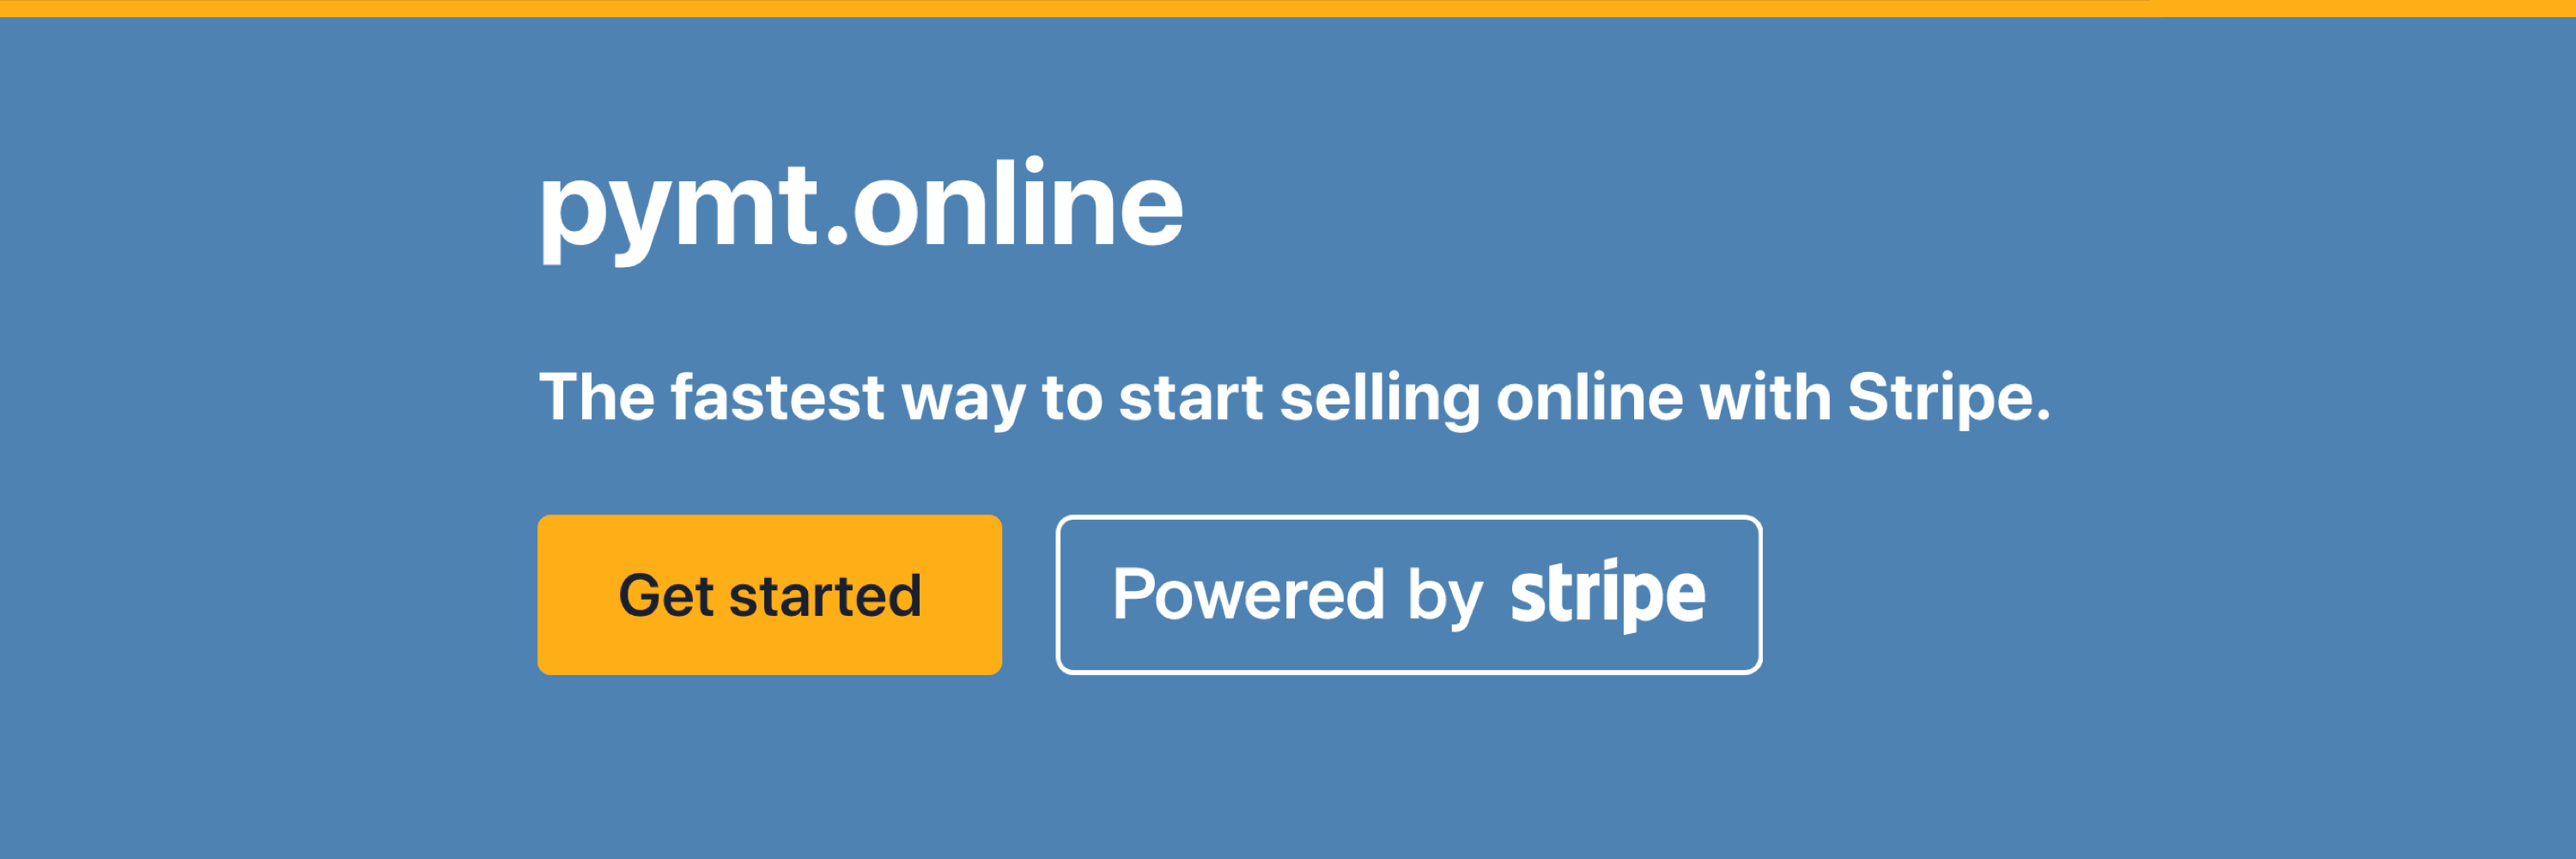 pymt.online
The fastest way to start selling online with Stripe.
Get started
Powered by stripe